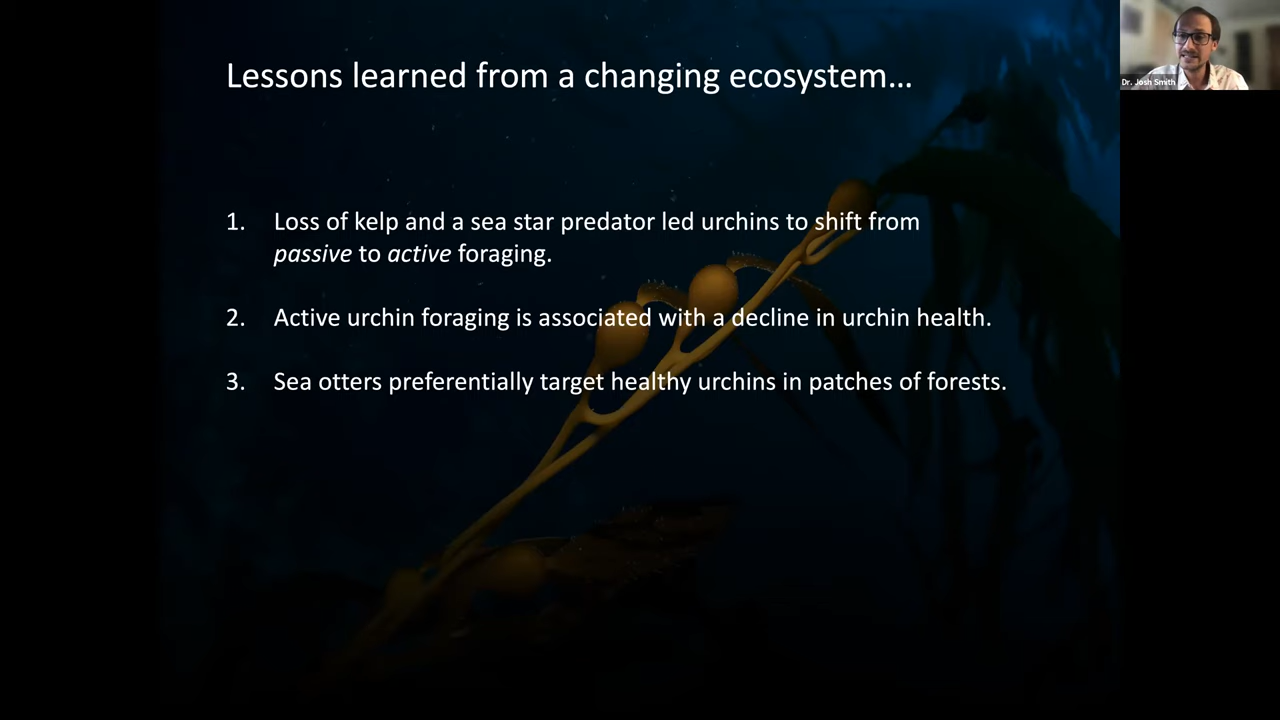 Lessons learned from a changing ecosystem...
1. Loss of kelp and a sea star predator led urchins to shift from
passive to active foraging.
2. Active urchin foraging is associated with a decline in urchin health.
3. Sea otters preferentially target healthy urchins in patches of forests.
Dr. Josh Smith